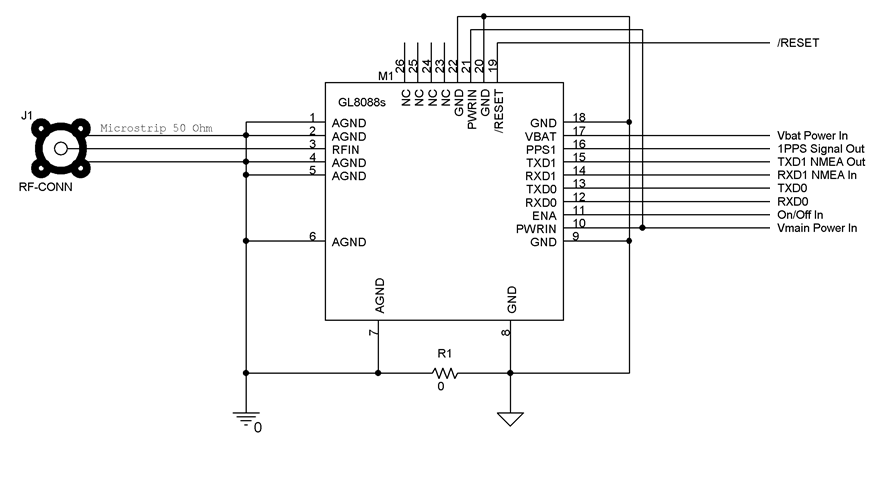 /RESET
26 25 24 23 22 21 20 19
M1
NC NC NC NC GND PWRIN GND /RESET
GL8088s
J1
Microstrip 50 Ohm
RF-CONN
1 AGND
2 AGND
3 RFIN
4 AGND
5 AGND
6 AGND
GND 18
VBAT 17 Vbat Power In
PPS1 16 1PPS Signal Out
TXD1 15 TXD1 NMEA Out
RXD1 14 RXD1 NMEA In
TXD0 13 TXD0
RXD0 12 RXD0
ENA 11 On/Off In
PWRIN 10 Vmain Power In
GND 9
AGND
GND
7
8
R1
0
0